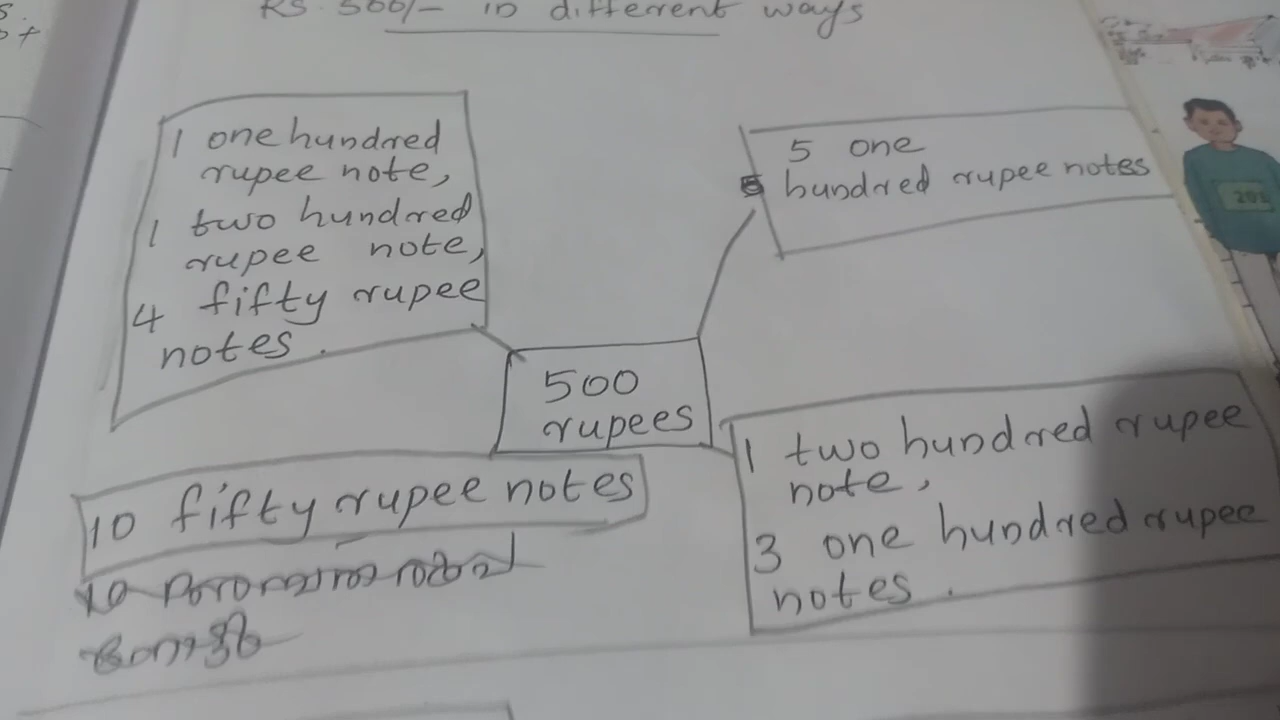 Rs. 500/- in different ways
1 one hundred
rupee note,
1 two hundred
rupee note,
4 fifty rupee
notes.
5 one
hundred rupee notes
500
rupees
10 fifty rupee notes
1 two hundred rupee
note,
3 one hundred rupee
notes.
10